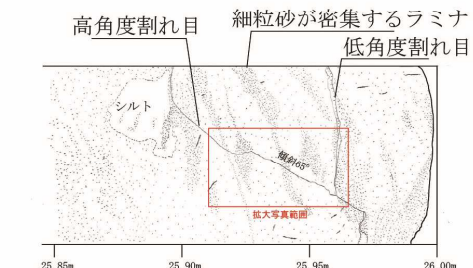 細粒砂が密集するラミナ
高角度割れ目
低角度割れ目
シルト
傾斜65°
拡大写真範囲
25.85m
25.90m
25.95m
26.00m